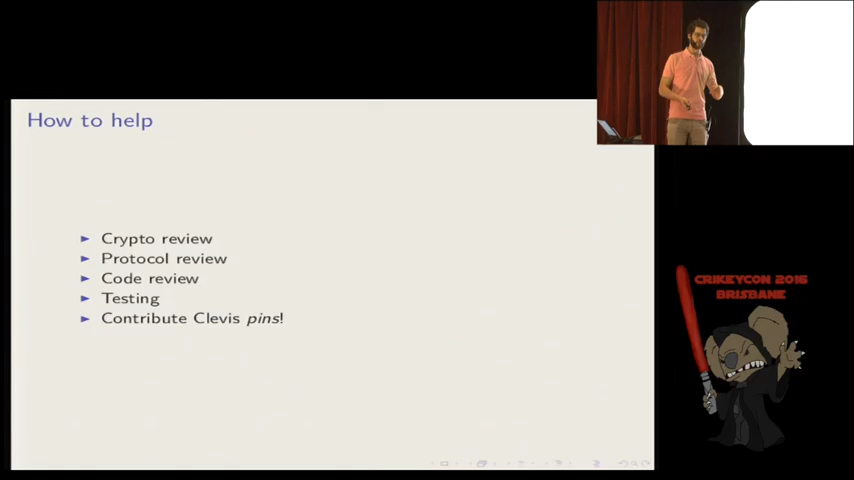 How to help
Crypto review
Protocol review
Code review
Testing
Contribute Clevis pins!
CRIKEYCON 2016
BRISBANE